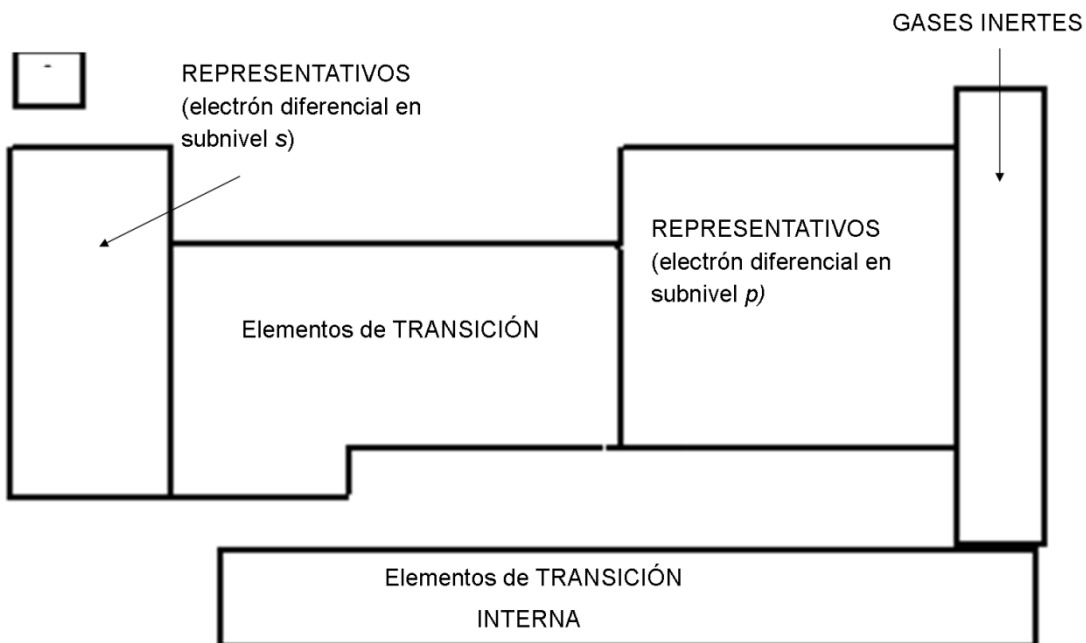 GASES INERTES
REPRESENTATIVOS
(electrón diferencial en
subnivel s)
REPRESENTATIVOS
(electrón diferencial en
subnivel p)
Elementos de TRANSICIÓN
Elementos de TRANSICIÓN
INTERNA